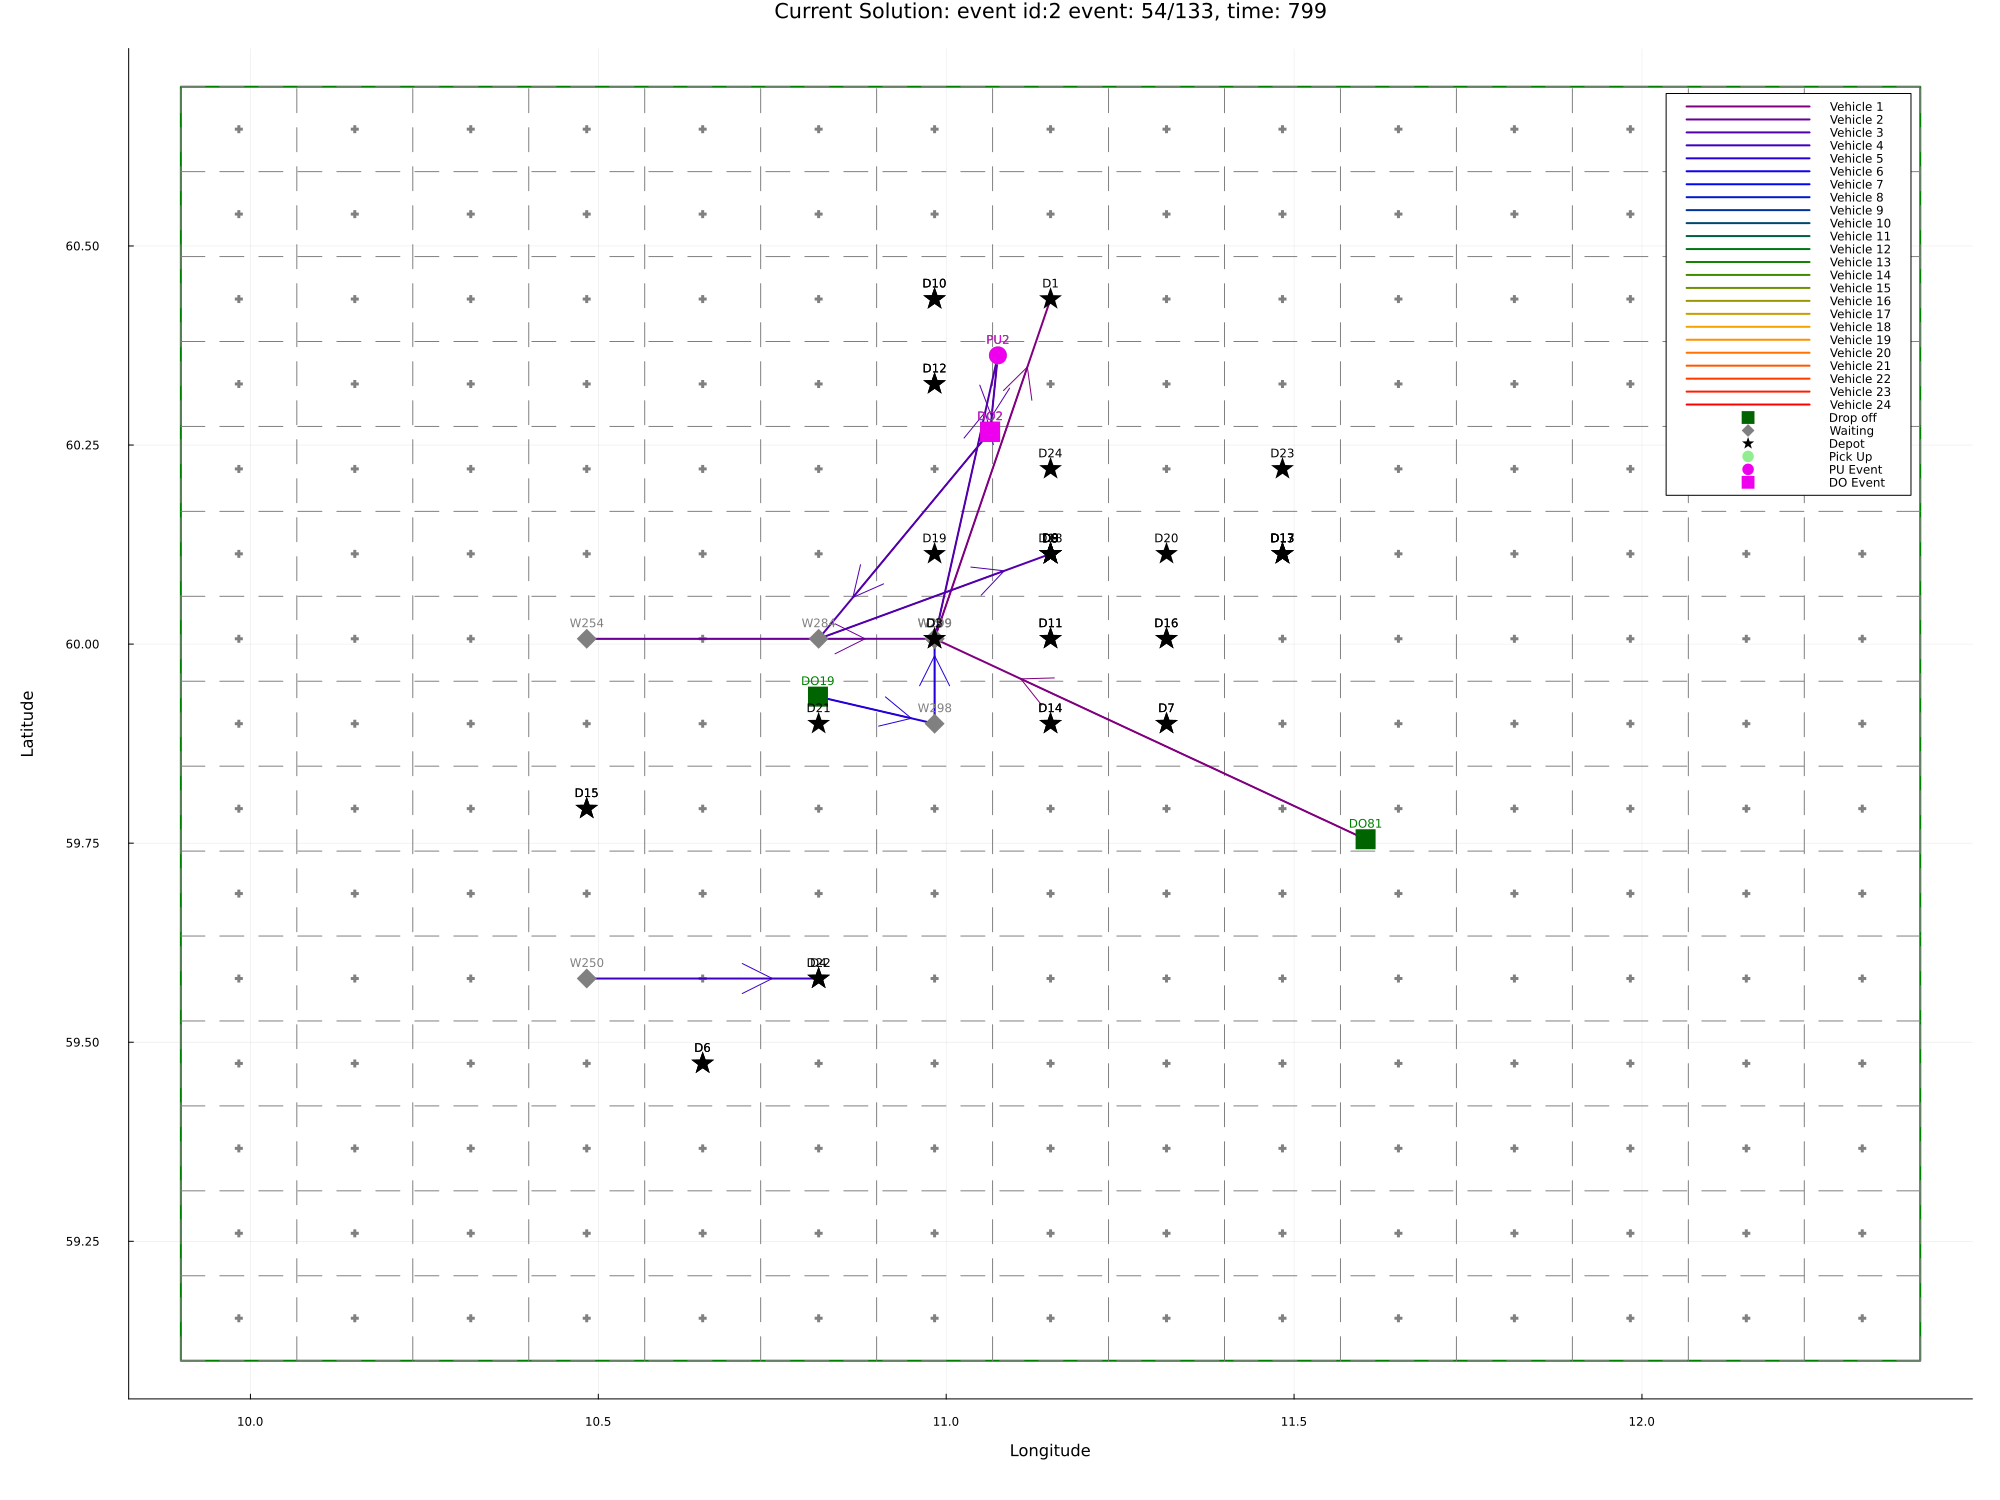 Current Solution: event id:2 event: 54/133, time: 799
Vehicle 1
Vehicle 2
Vehicle 3
Vehicle 4
Vehicle 5
Vehicle 6
Vehicle 7
Vehicle 8
Vehicle 9
Vehicle 10
Vehicle 11
Vehicle 12
Vehicle 13
Vehicle 14
Vehicle 15
Vehicle 16
Vehicle 17
Vehicle 18
Vehicle 19
Vehicle 20
Vehicle 21
Vehicle 22
Vehicle 23
Vehicle 24
Drop off
Waiting
Depot
Pick Up
PU Event
DO Event
60.50
D10 D1
PU2
D12
DO2
60.25
D24 D23
D19 D20
W254
D11 D16
60.00
DO19
D21 W298 D14 D7
D15
DO81
59.75
W250
D6
59.50
59.25
10.0 10.5 11.0 11.5 12.0
Longitude
Latitude